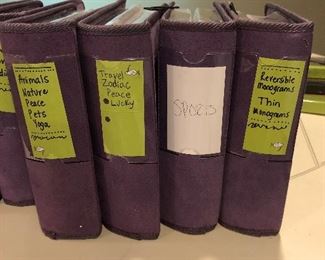 Animals
Nature
Peace
Pets
Yoga
Travel
Zodiac
Peace
• Lucky
Sports
Reversible
Monograms
Thin
Monograms